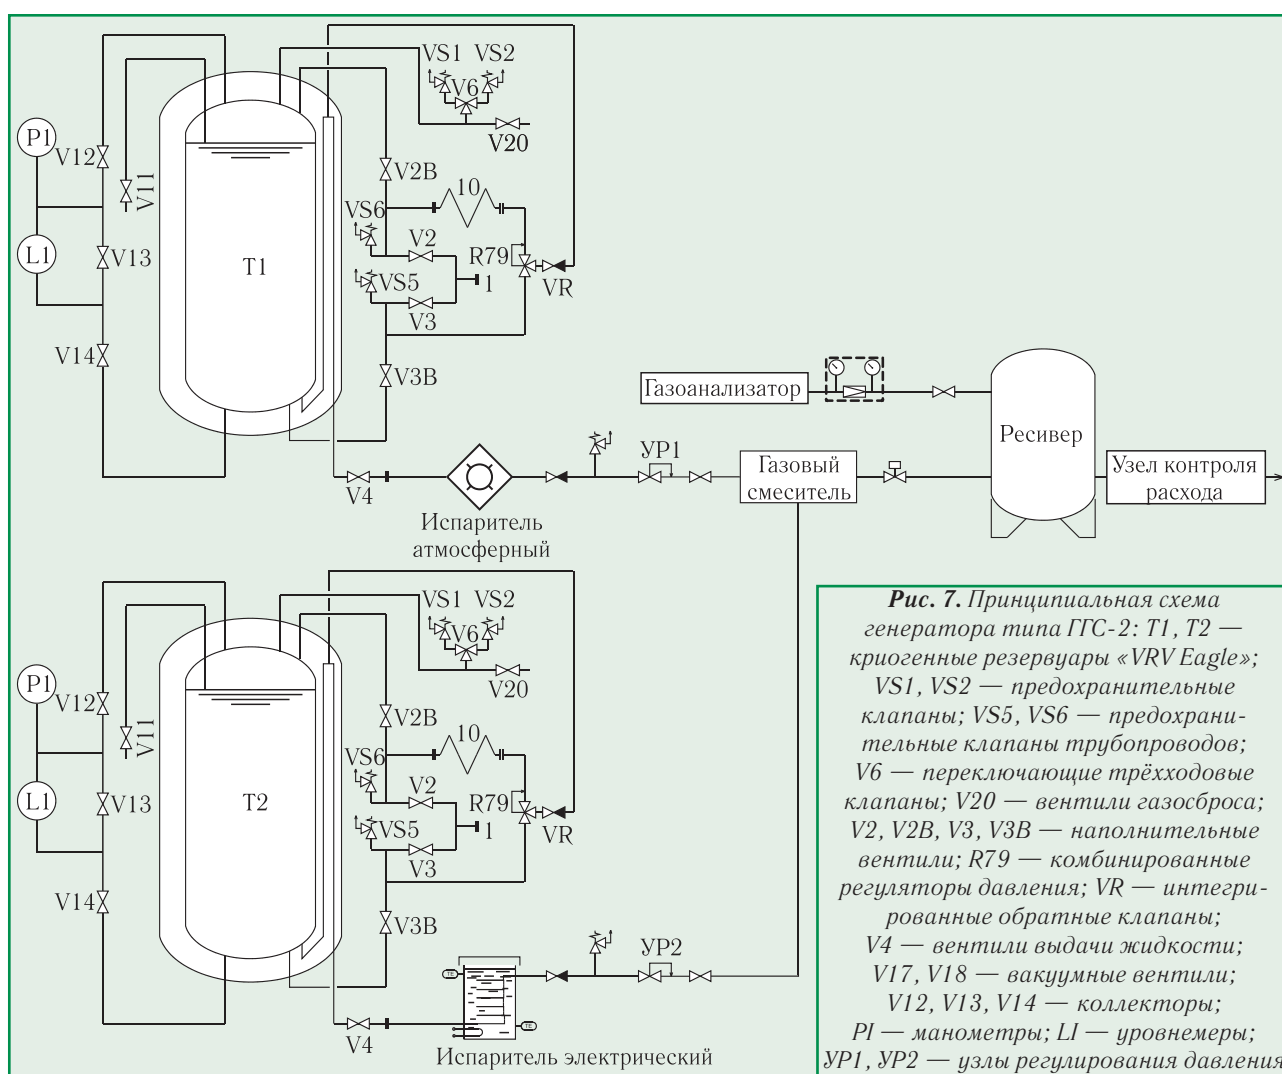 VS1 VS2
V6
P1
V12
V20
V11
V2B
10
VS6
L1
V13
T1
V2
R79
VS5
1
VR
V3
V14
V3B
Газоанализатор
Ресивер
УР1
Газовый
смеситель
Узел контроля
расхода
V4
Испаритель
атмосферный
VS1 VS2
V6
P1
V12
V20
V11
V2B
10
VS6
L1
V13
T2
V2
R79
VS5
1
VR
V3
V14
V3B
УР2
TE
TE
V4
Испаритель электрический
Рис. 7. Принципиальная схема
генератора типа ГГС-2: Т1, Т2 —
криогенные резервуары «VRV Eagle»;
VS1, VS2 — предохранительные
клапаны; VS5, VS6 — предохрани-
тельные клапаны трубопроводов;
V6 — переключающие трёхходовые
клапаны; V20 — вентили газосброса;
V2, V2B, V3, V3B — наполнительные
вентили; R79 — комбинированные
регуляторы давления; VR — интегри-
рованные обратные клапаны;
V4 — вентили выдачи жидкости;
V17, V18 — вакуумные вентили;
V12, V13, V14 — коллекторы;
PI — манометры; LI — уровнемеры;
УР1, УР2 — узлы регулирования давления